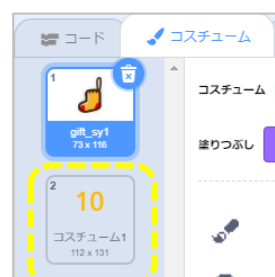 コード
コスチューム
1
gift_sy1
73 x 116
コスチューム
塗りつぶし
2
10
コスチューム1
112 x 131